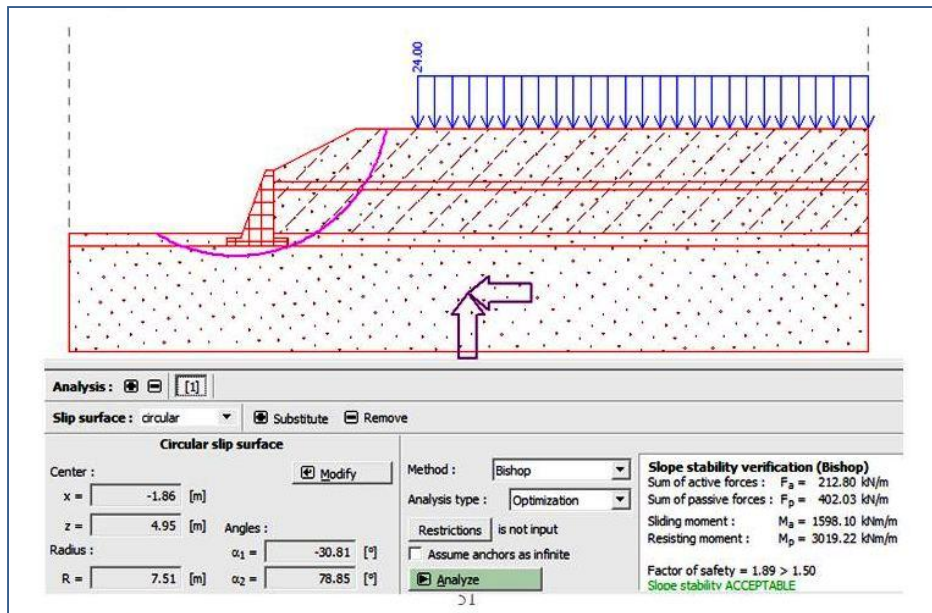 24.00
Analysis : [1]
Slip surface : circular Substitute Remove
Circular slip surface
Center : Modify
x = -1.86 [m]
z = 4.95 [m] Angles :
Radius : α1 = -30.81 [°]
R = 7.51 [m] α2 = 78.85 [°]
Method : Bishop
Analysis type : Optimization
Restrictions is not input
Assume anchors as infinite
Analyze
Slope stability verification (Bishop)
Sum of active forces : Fa = 212.80 kN/m
Sum of passive forces : Fp = 402.03 kN/m
Sliding moment : Ma = 1598.10 kNm/m
Resisting moment : Mp = 3019.22 kNm/m
Factor of safety = 1.89 > 1.50
Slope stability ACCEPTABLE